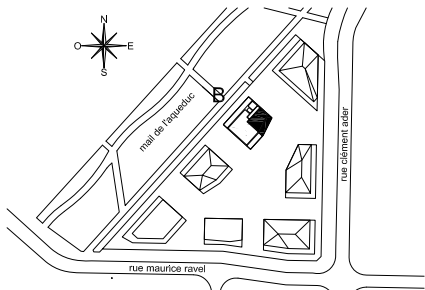 N
O E
S
B
mail de l'aqueduc
rue clément ader
rue maurice ravel